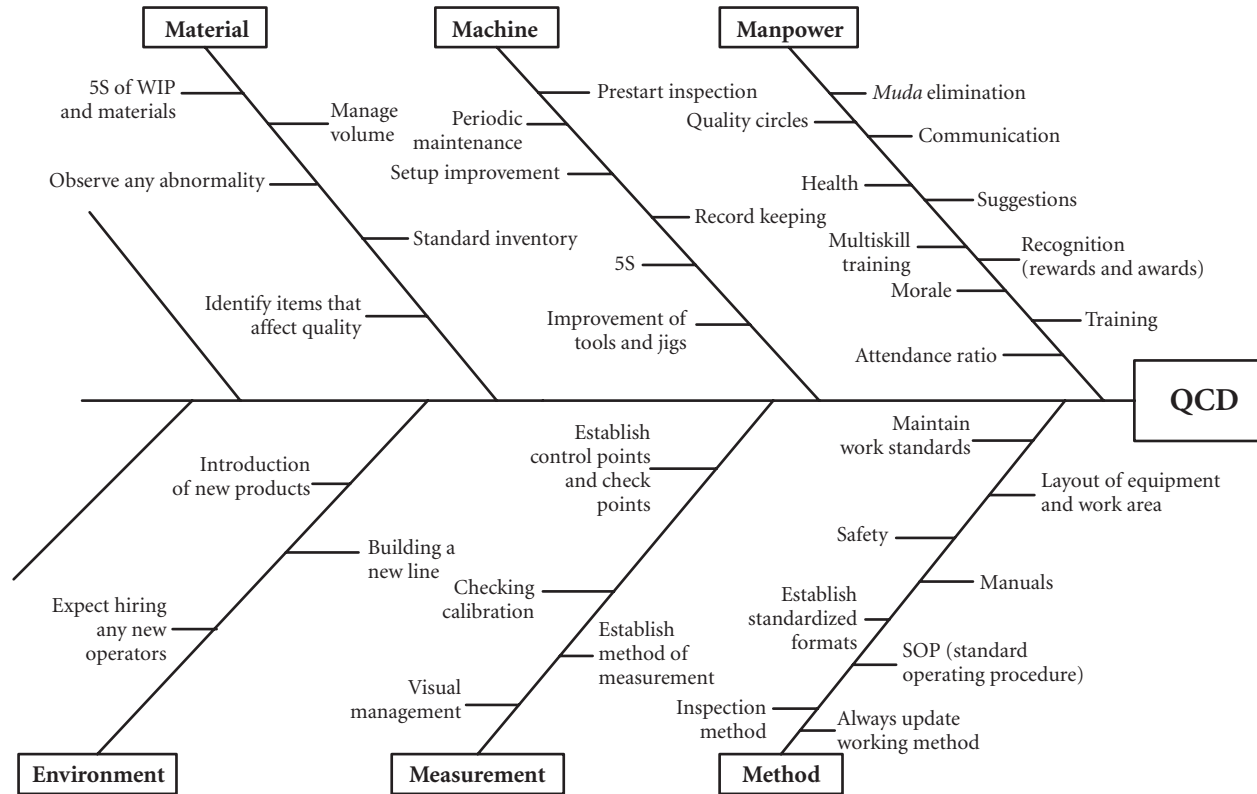 Material
Machine
Manpower
5S of WIP
and materials
Manage
volume
Observe any abnormality
Standard inventory
Identify items that
affect quality
Prestart inspection
Periodic
maintenance
Setup improvement
Record keeping
5S
Improvement of
tools and jigs
Muda elimination
Quality circles
Communication
Health
Suggestions
Multiskill
training
Recognition
(rewards and awards)
Morale
Training
Attendance ratio
QCD
Introduction
of new products
Building a
new line
Expect hiring
any new
operators
Establish
control points
and check
points
Checking
calibration
Establish
method of
measurement
Visual
management
Maintain
work standards
Layout of equipment
and work area
Safety
Manuals
Establish
standardized
formats
SOP (standard
operating procedure)
Inspection
method
Always update
working method
Environment
Measurement
Method